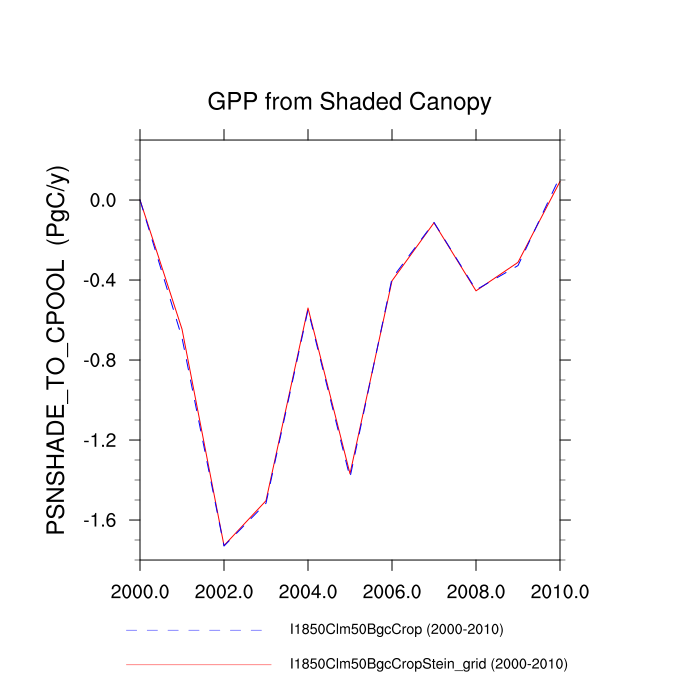 GPP from Shaded Canopy
PSNSHADE_TO_CPOOL (PgC/y)
0.0
-0.4
-0.8
-1.2
-1.6
2000.0 2002.0 2004.0 2006.0 2008.0 2010.0
I1850Clm50BgcCrop (2000-2010)
I1850Clm50BgcCropStein_grid (2000-2010)